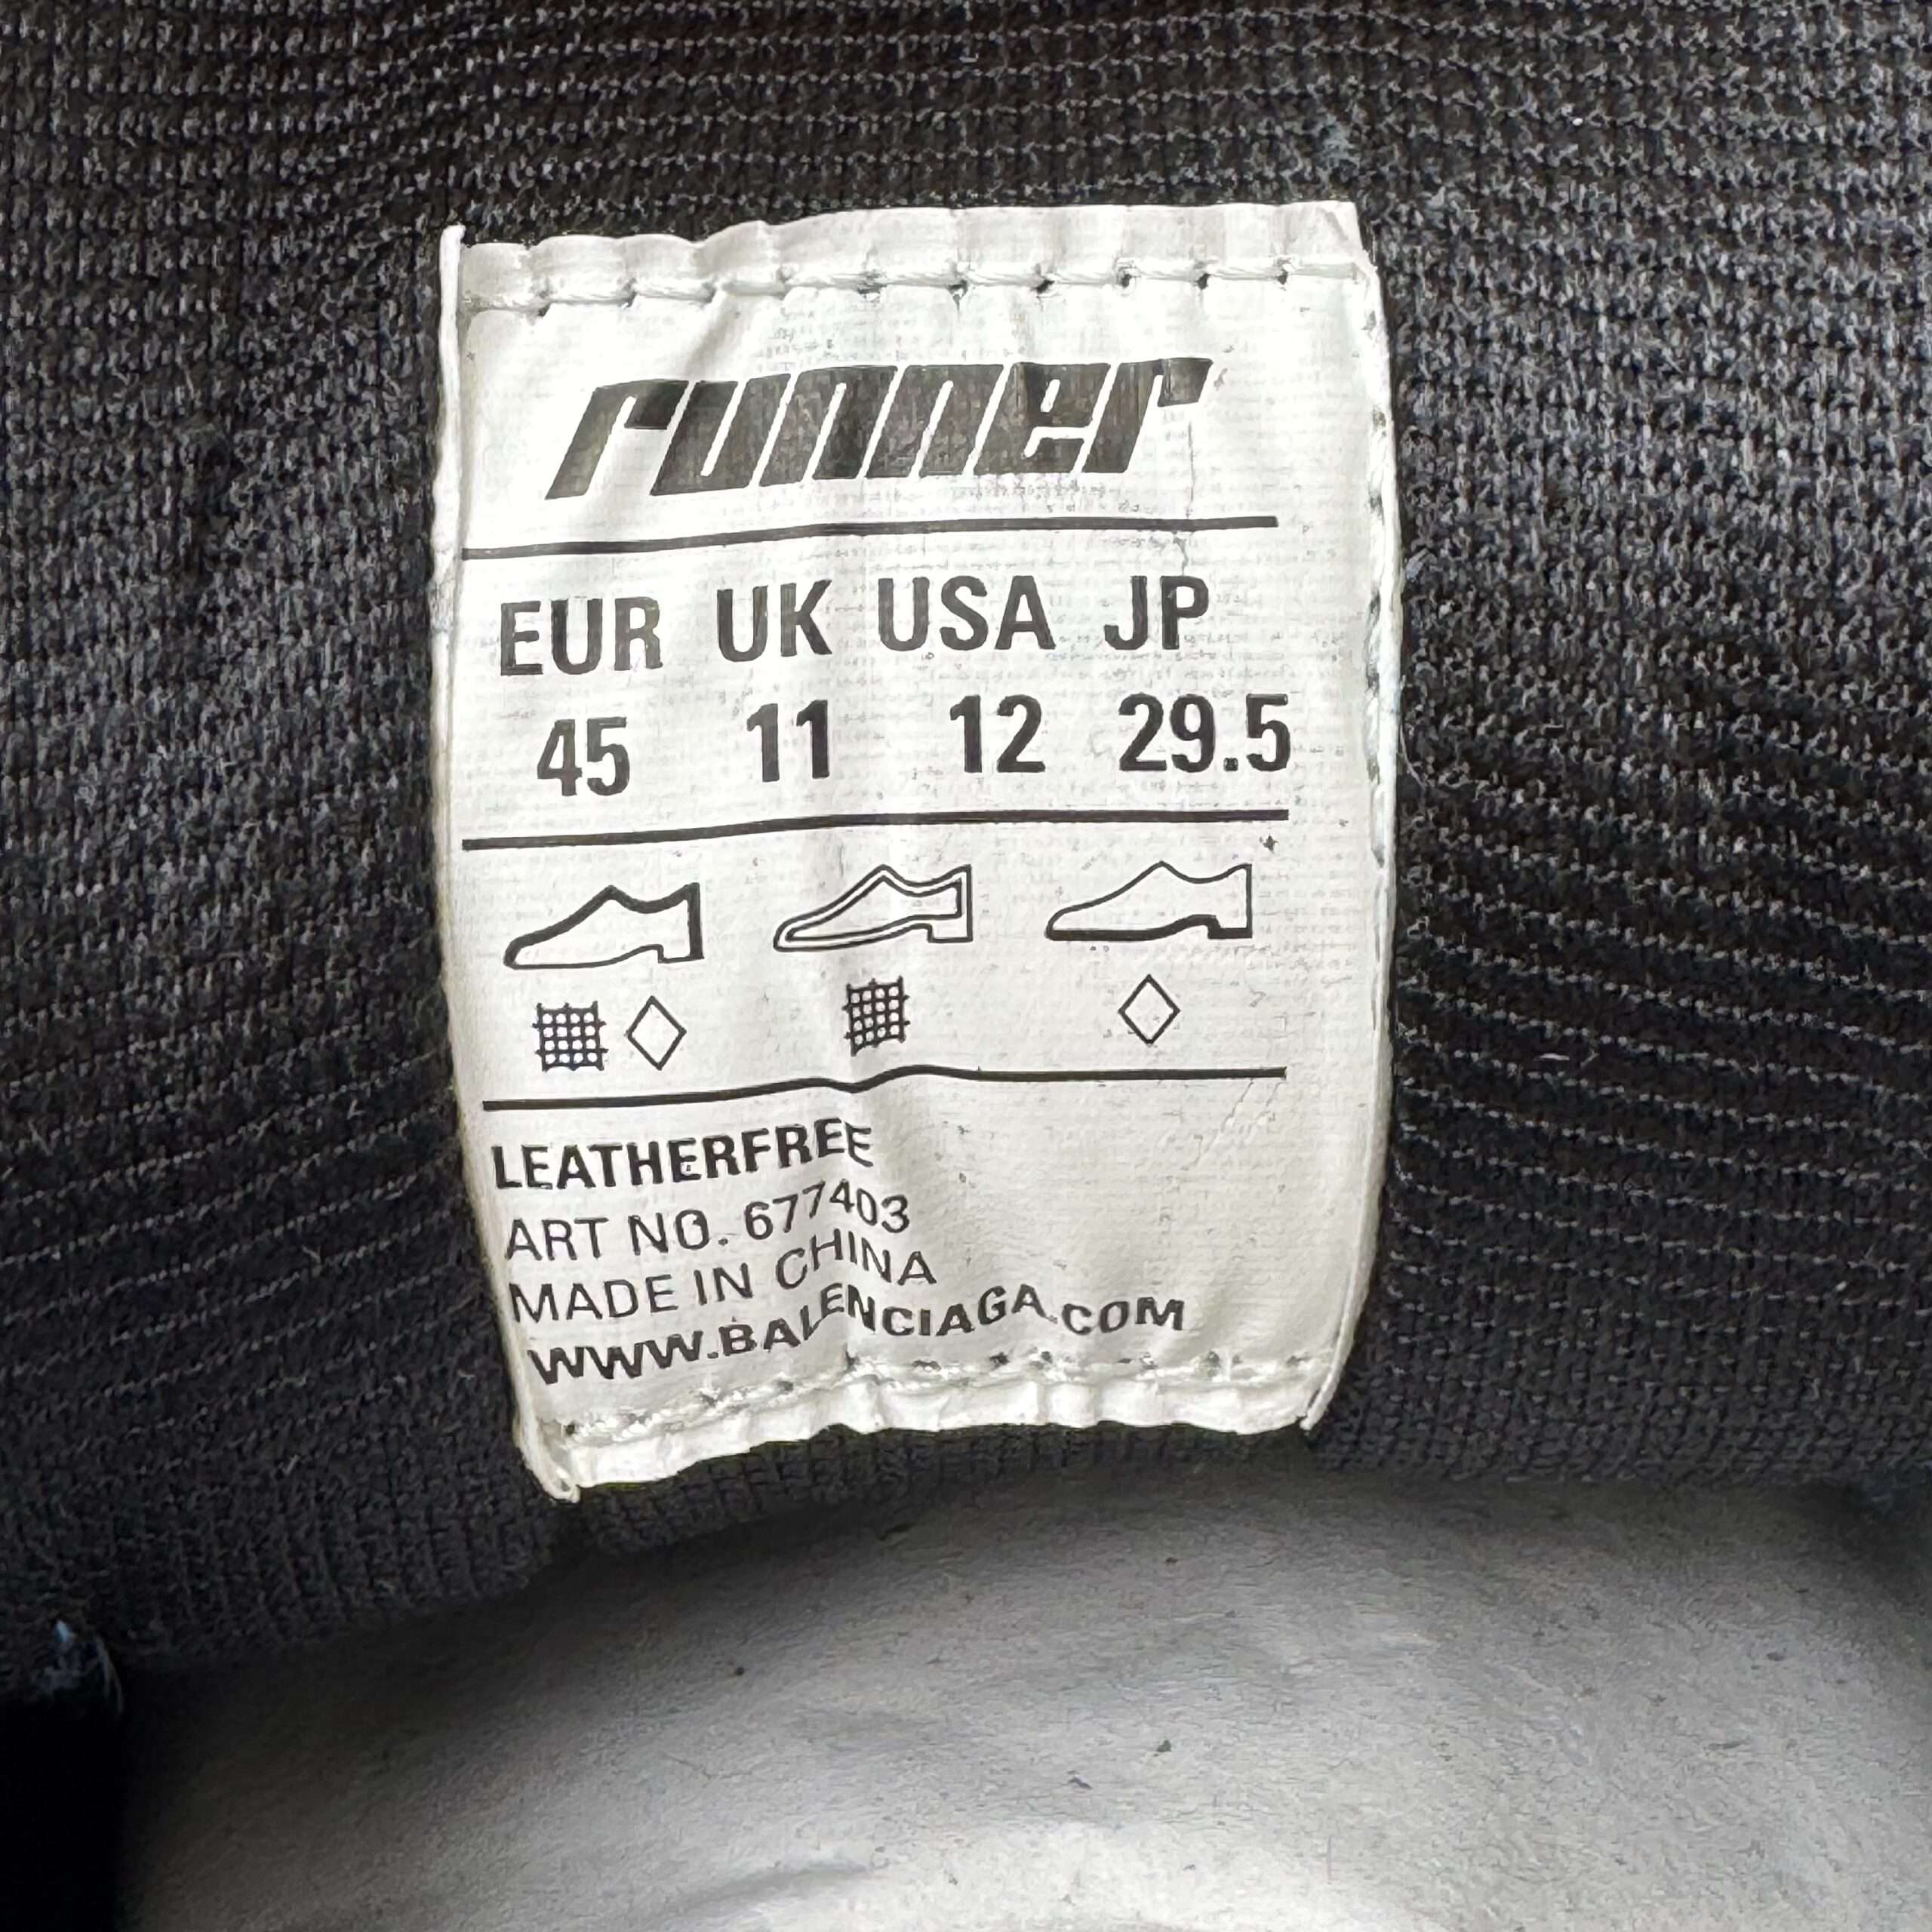 runner
EUR UK USA JP
45 11 12 29.5
LEATHERFREE
ART NO. 677403
MADE IN CHINA
WWW.BALENCIAGA.COM